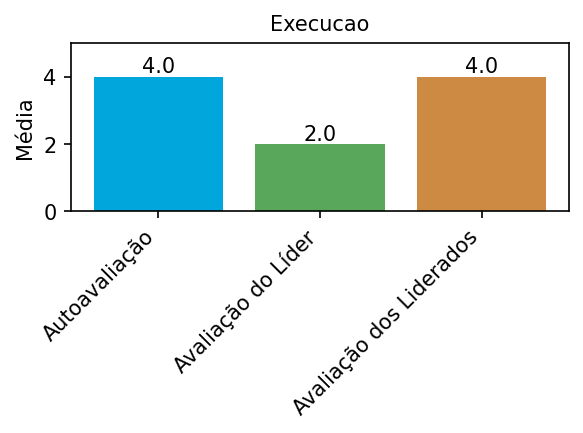 Execucao
4.0
2.0
4.0
Média
4
2
0
Autoavaliação
Avaliação do Líder
Avaliação dos Liderados